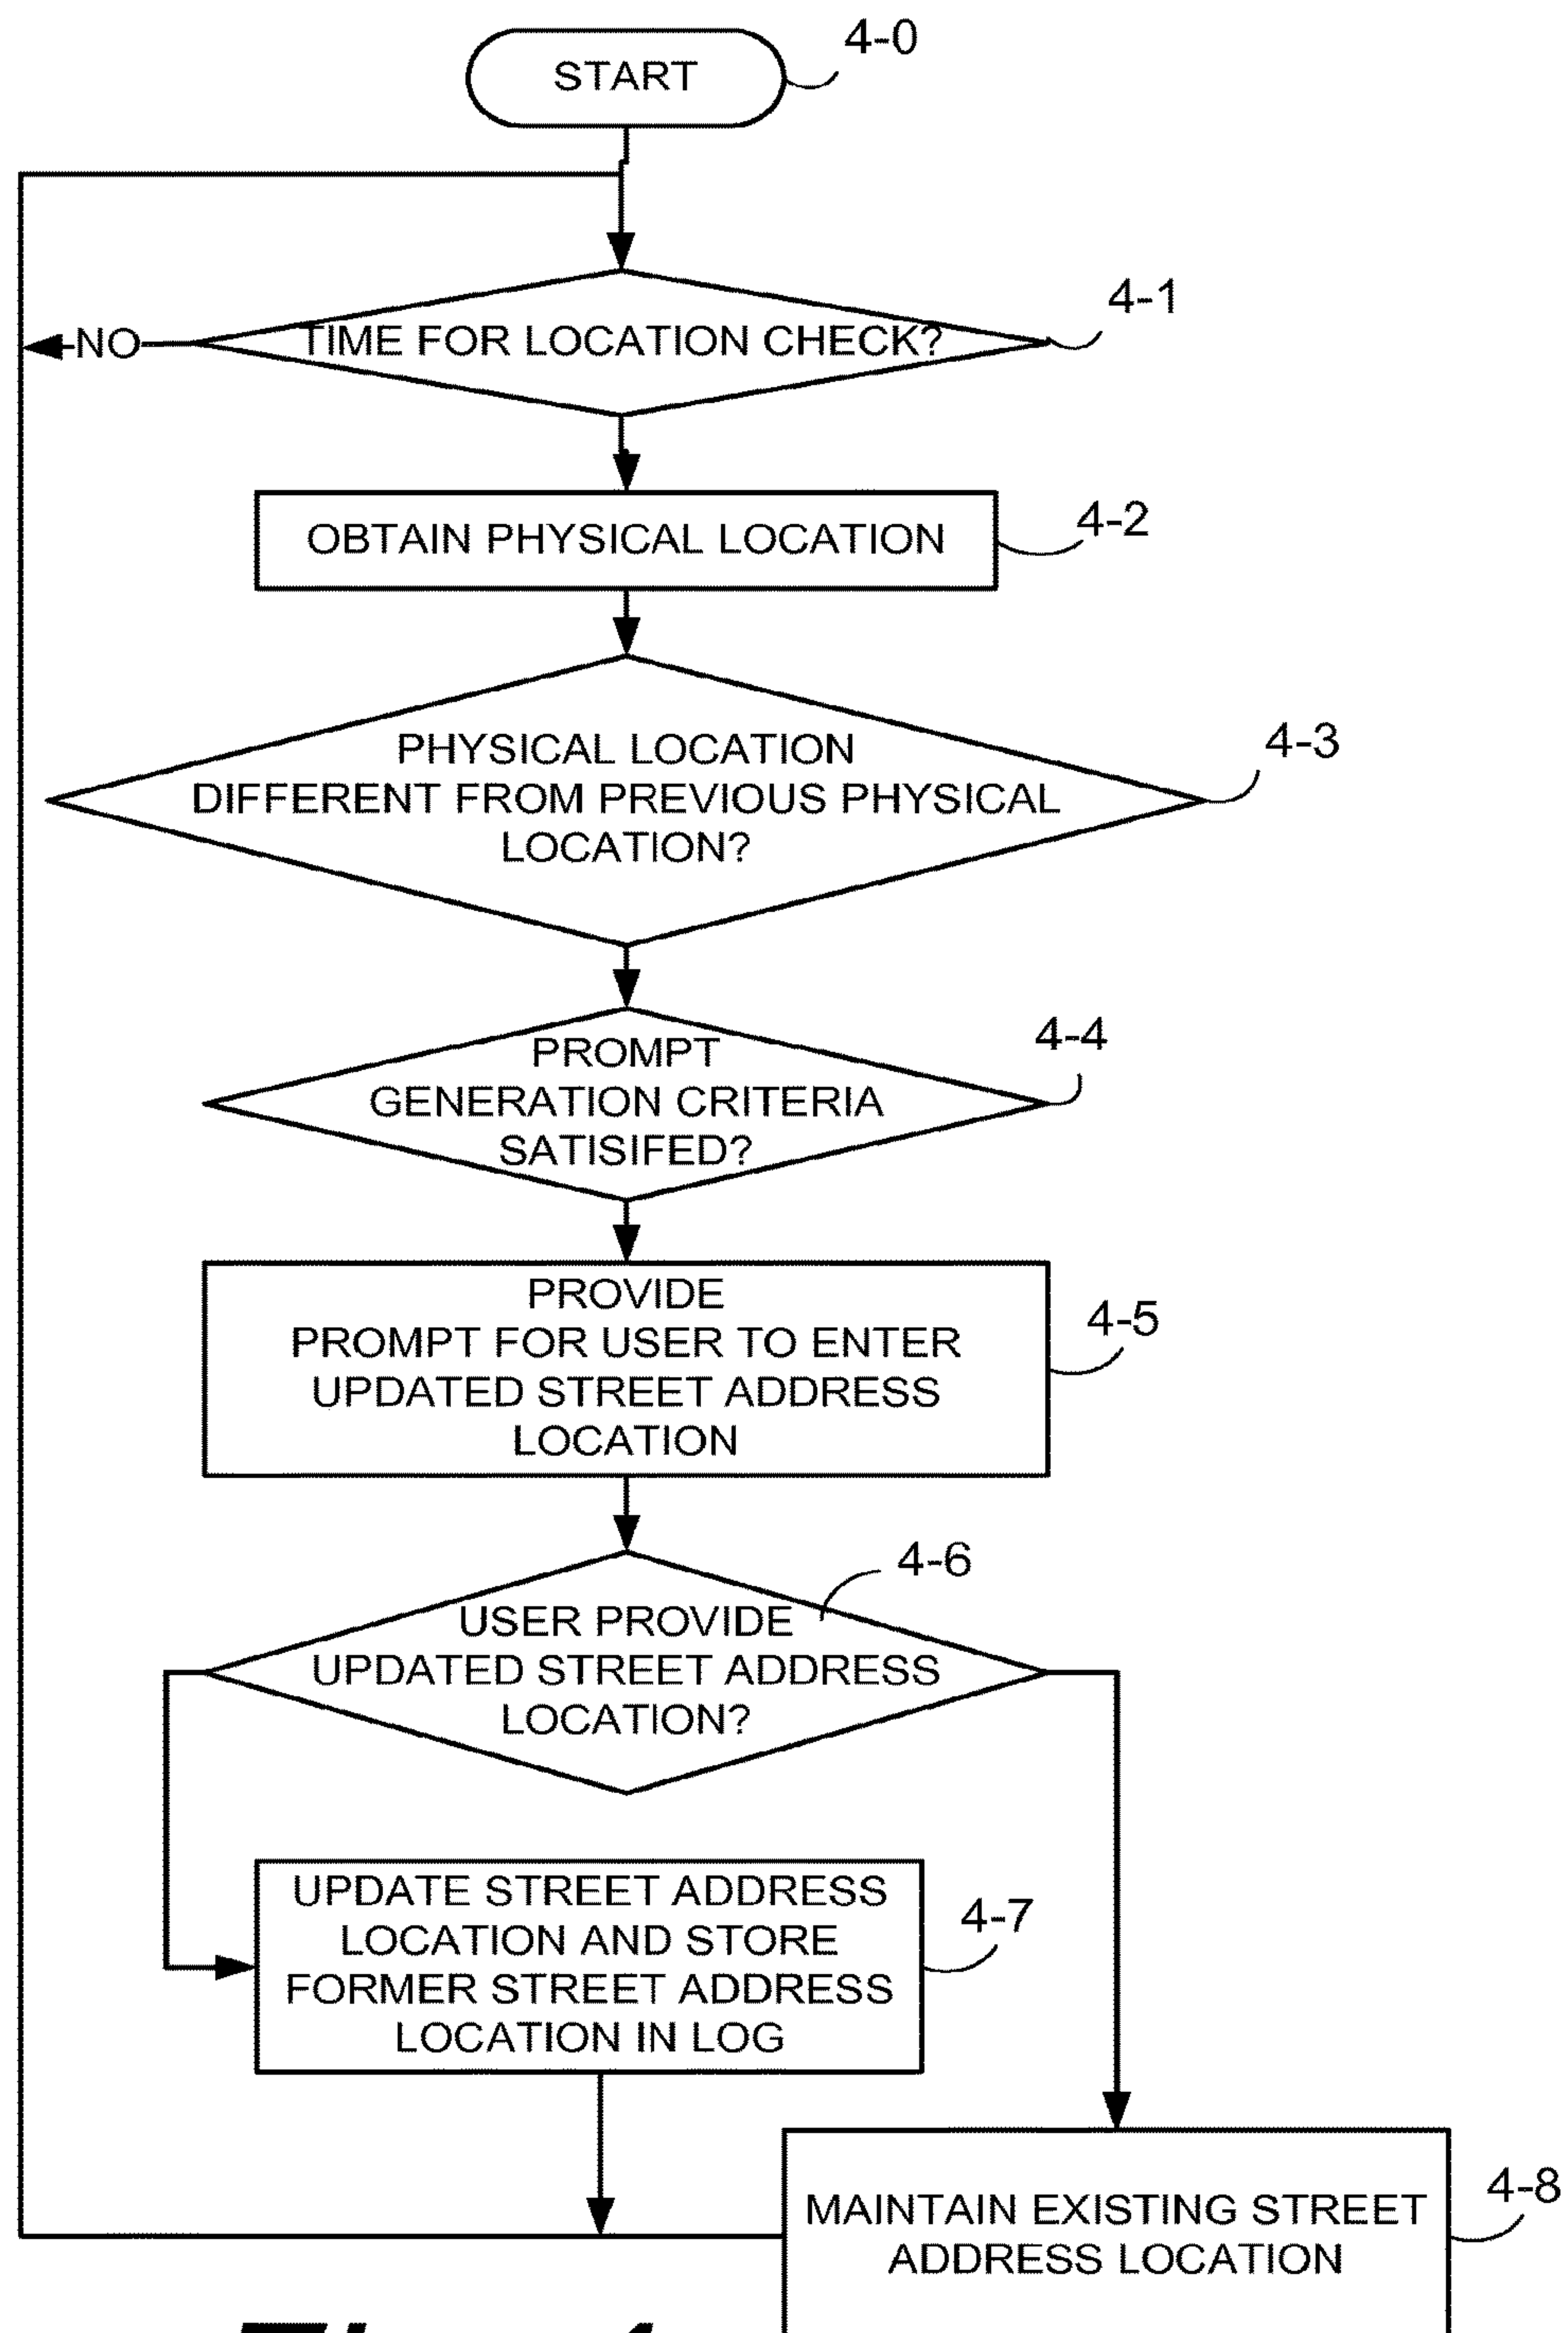 4-0
START
4-1
TIME FOR LOCATION CHECK?
NO
4-2
OBTAIN PHYSICAL LOCATION
4-3
PHYSICAL LOCATION
DIFFERENT FROM PREVIOUS PHYSICAL
LOCATION?
4-4
PROMPT
GENERATION CRITERIA
SATISIFED?
4-5
PROVIDE
PROMPT FOR USER TO ENTER
UPDATED STREET ADDRESS
LOCATION
4-6
USER PROVIDE
UPDATED STREET ADDRESS
LOCATION?
4-7
UPDATE STREET ADDRESS
LOCATION AND STORE
FORMER STREET ADDRESS
LOCATION IN LOG
4-8
MAINTAIN EXISTING STREET
ADDRESS LOCATION